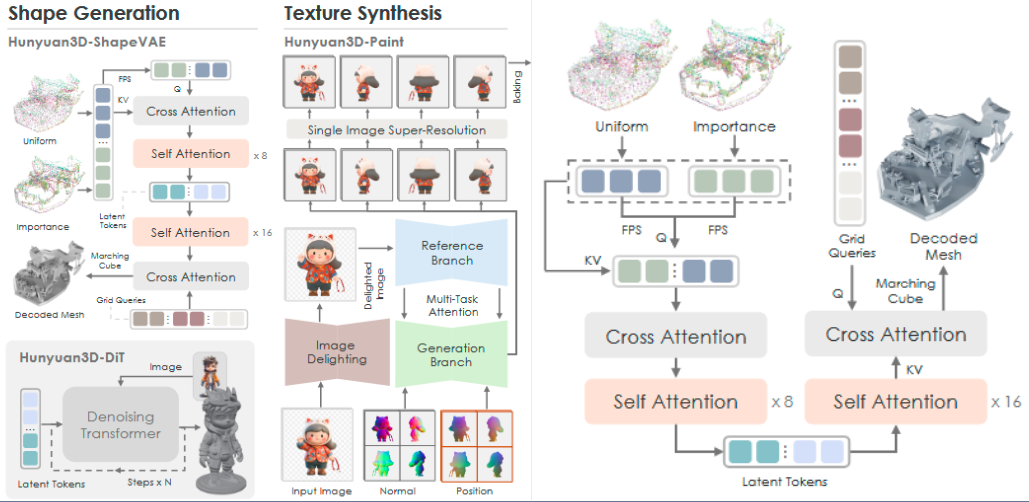 Shape Generation
Hunyuan3D-ShapeVAE
FPS
Q
KV
Cross Attention
Uniform
Self Attention
x 8
Importance
Latent
Tokens
Self Attention
x 16
Marching
Cube
Cross Attention
Decoded Mesh
Grid Queries
Hunyuan3D-DiT
Image
Denoising
Transformer
Latent Tokens
Steps x N
Texture Synthesis
Hunyuan3D-Paint
Baking
Single Image Super-Resolution
Reference
Branch
Delighted
Image
Multi-Task
Attention
Image
Delighting
Generation
Branch
Input Image
Normal
Position
Uniform
Importance
FPS
Q
FPS
KV
Cross Attention
Self Attention
x 8
Latent Tokens
Grid
Queries
Decoded
Mesh
Q
Marching
Cube
Cross Attention
KV
Self Attention
x 16